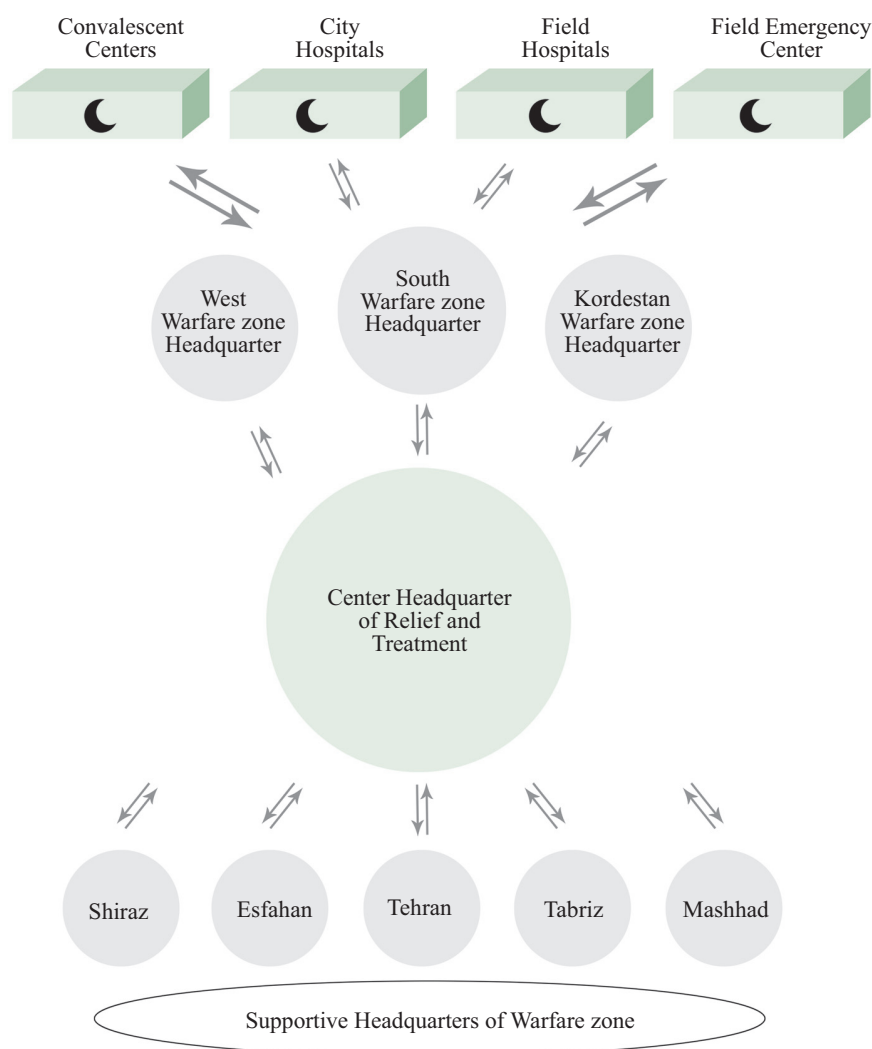 Convalescent
Centers
City
Hospitals
Field
Hospitals
Field Emergency
Center
West
Warfare zone
Headquarter
South
Warfare zone
Headquarter
Kordestan
Warfare zone
Headquarter
Center Headquarter
of Relief and
Treatment
Shiraz
Esfahan
Tehran
Tabriz
Mashhad
Supportive Headquarters of Warfare zone